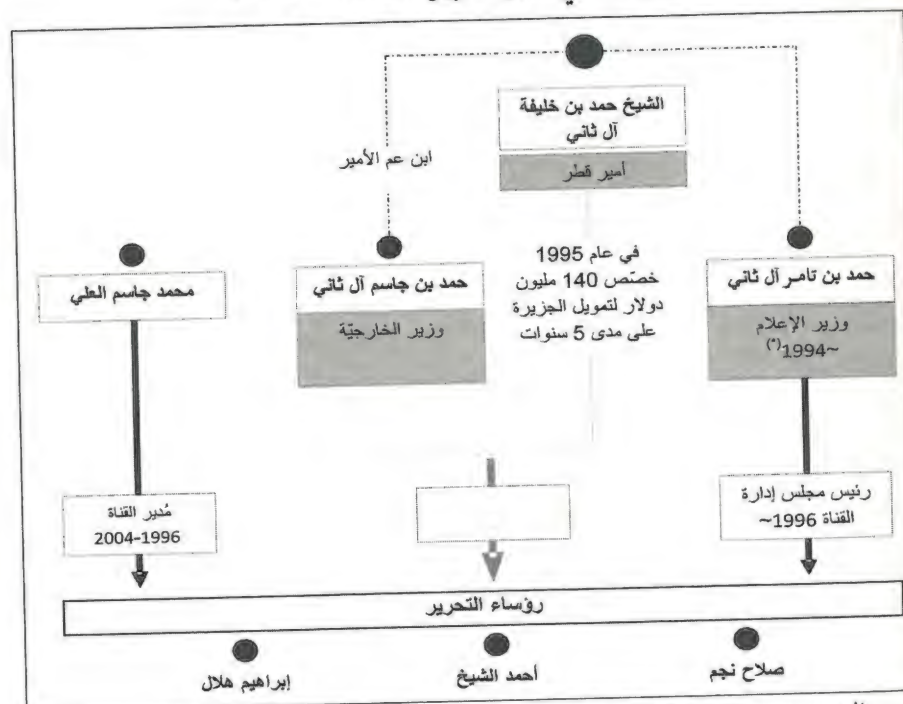 الشيخ حمد بن خليفة
آل ثاني
أمير قطر
ابن عم الأمير
في عام 1995
خصّص 140 مليون
دولار لتمويل الجزيرة
على مدى 5 سنوات
حمد بن ثامر آل ثاني
وزير الإعلام
~1994(*)
حمد بن جاسم آل ثاني
وزير الخارجيّة
محمد جاسم العلي
رئيس مجلس إدارة
القناة 1996~
مُدير القناة
1996-2004
رؤساء التحرير
صلاح نجم
أحمد الشيخ
إبراهيم هلال